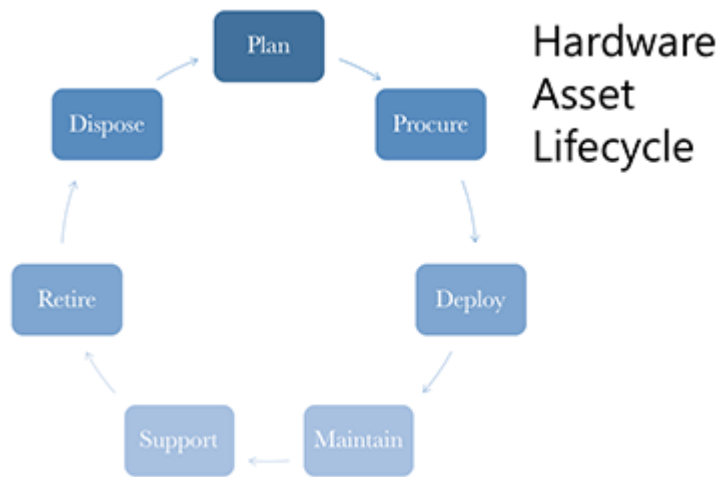 Hardware
Asset
Lifecycle
Plan
Procure
Deploy
Maintain
Support
Retire
Dispose